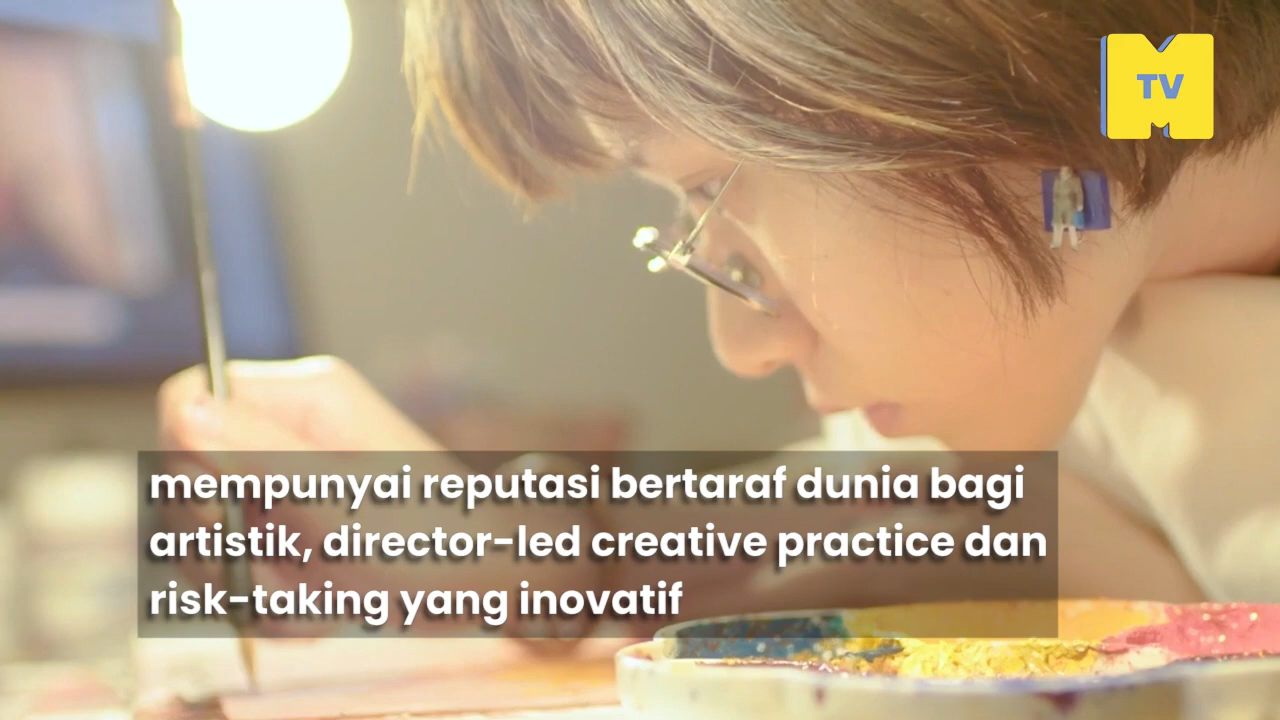 TV
mempunyai reputasi bertaraf dunia bagi
artistik, director-led creative practice dan
risk-taking yang inovatif